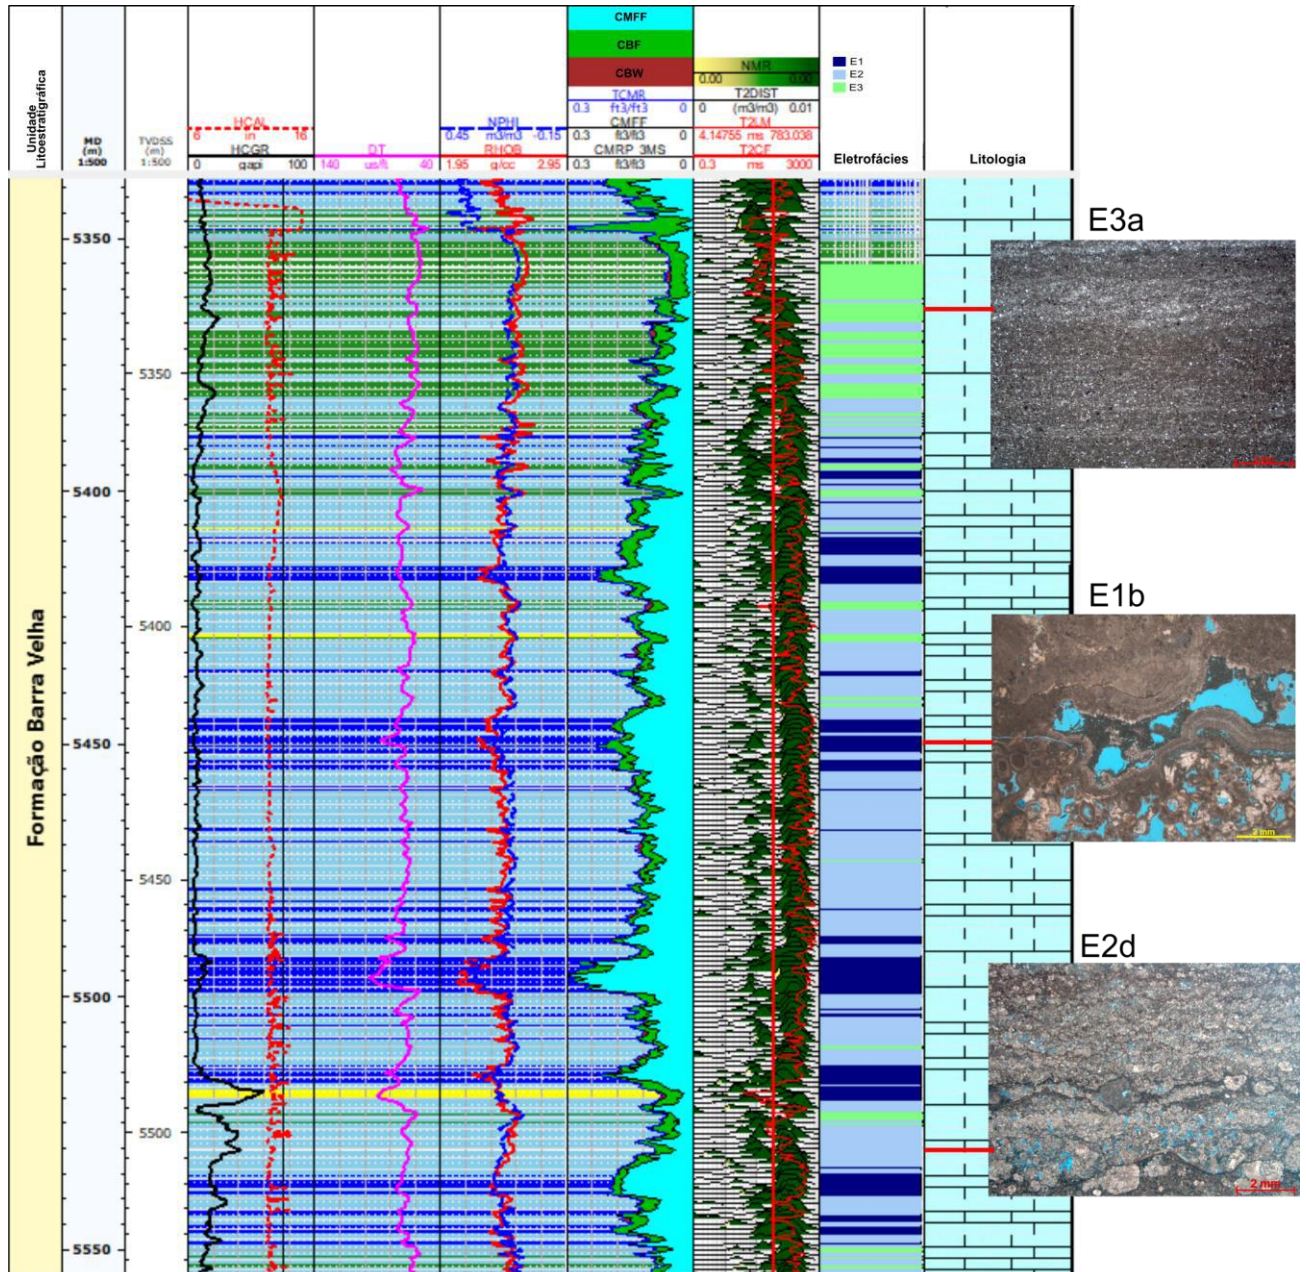 Unidade
Litoestratigráfica
MD
(m)
1:500
TVDSS
(m)
1:500
HCAL
6 in 16
HCGR
0 gapi 100
DT
140 us/ft 40
NPHI
0.45 m3/m3 -0.15
RHOB
1.95 g/cc 2.95
CMFF
CBF
CBW
TCMR
0.3 ft3/ft3 0
CMFF
0.3 ft3/ft3 0
CMRP 3MS
0.3 ft3/ft3 0
NMR
0.00 0.00
T2DIST
0 (m3/m3) 0.01
T2LM
4.14755 ms 783.038
T2CF
0.3 ms 3000
E1
E2
E3
Eletrofácies
Litologia
Formação Barra Velha
5350
5400
5450
5500
5550
5350
5400
5450
5500
E3a
E1b
2 mm
E2d
2 mm